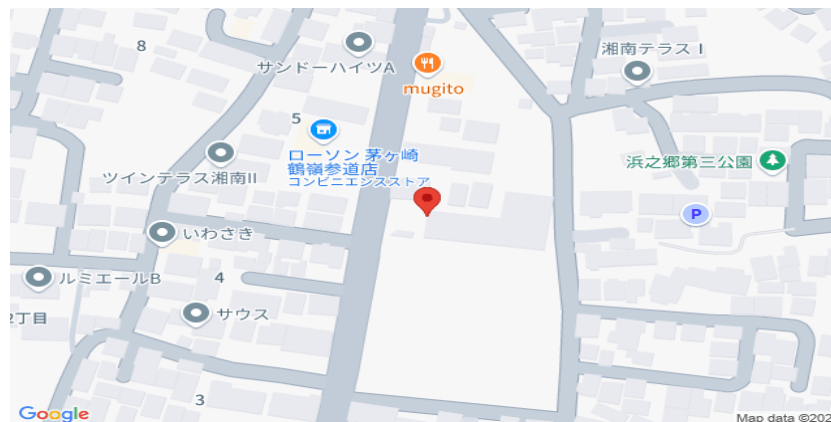 8
サンドーハイツA
mugito
湘南テラス I
5
ローソン 茅ヶ崎
鶴嶺参道店
コンビニエンスストア
ツインテラス湘南II
浜之郷第三公園
P
いわさき
ルミエールB
4
サウス
2丁目
3
Google
Map data ©202